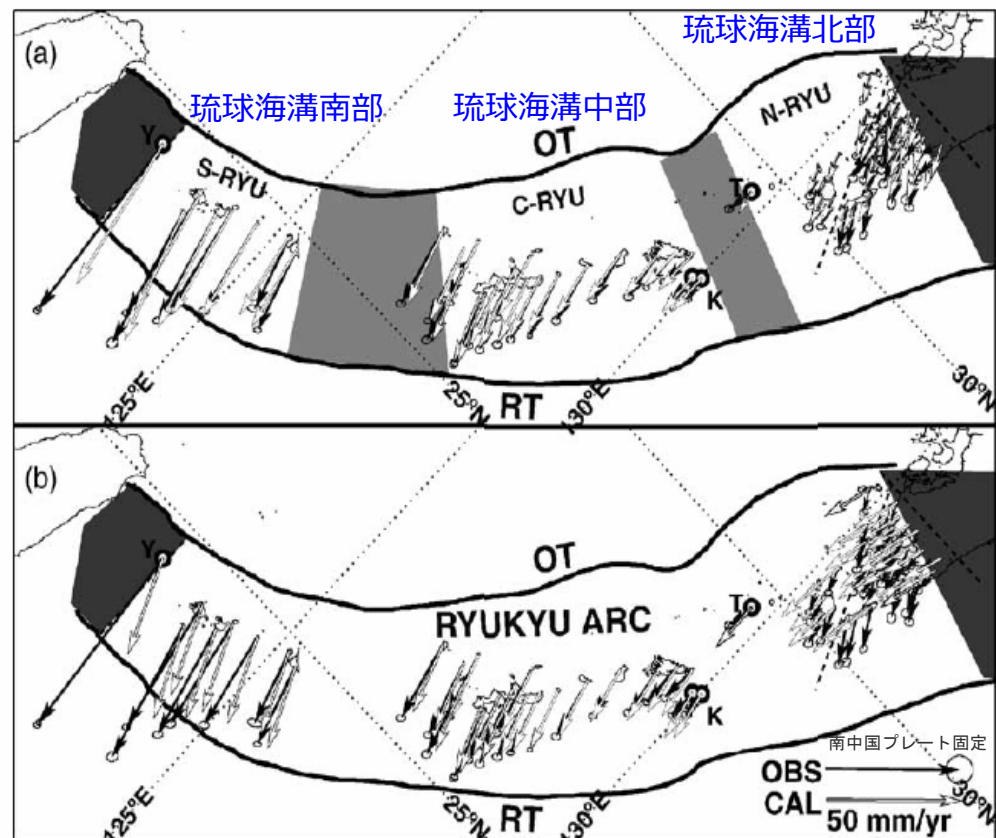 (a)
琉球海溝北部
琉球海溝南部
琉球海溝中部
Y
S-RYU
OT
C-RYU
N-RYU
T
K
125°E
25°N
RT
130°E
30°N
(b)
Y
OT
RYUKYU ARC
T
K
125°E
25°N
RT
130°E
30°N
南中国プレート固定
OBS
CAL
50 mm/yr